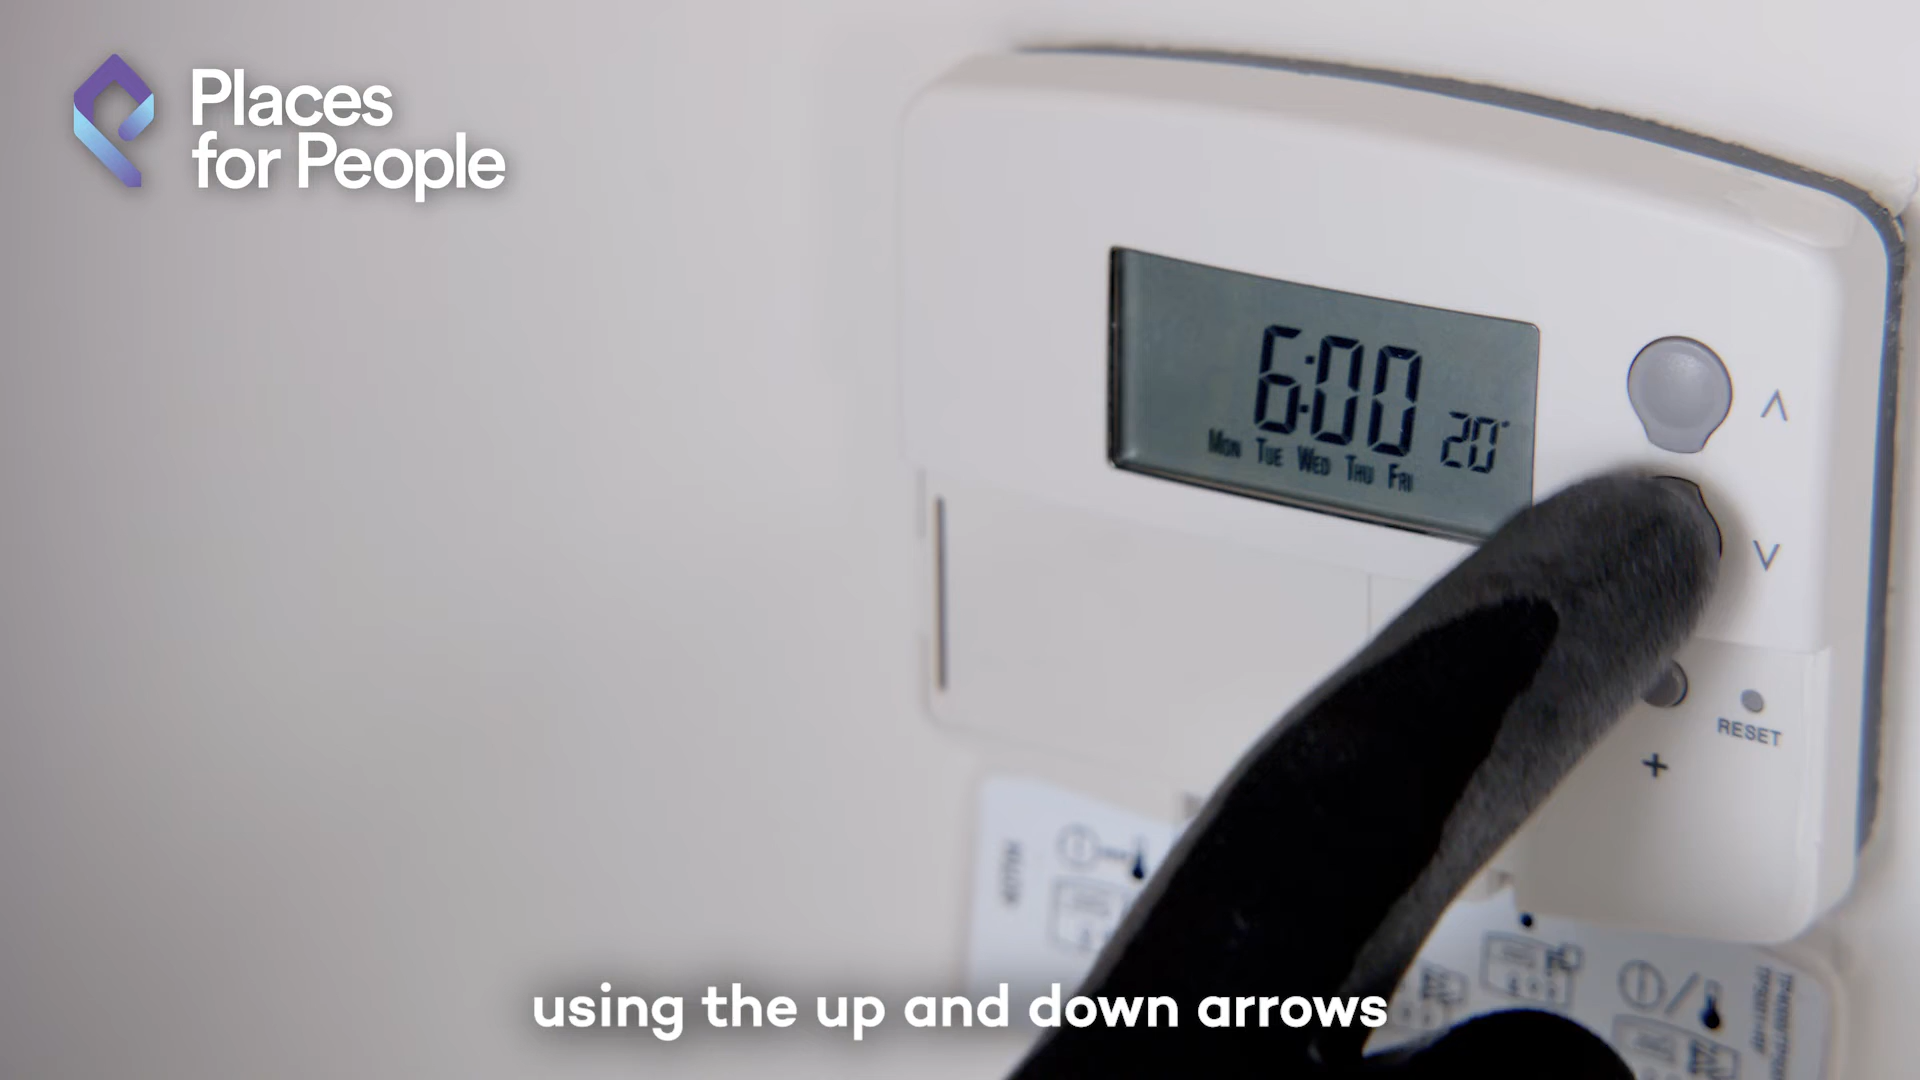 Places
for People
6:00
20°
MON TUE WED THU FRI
RESET
+
using the up and down arrows